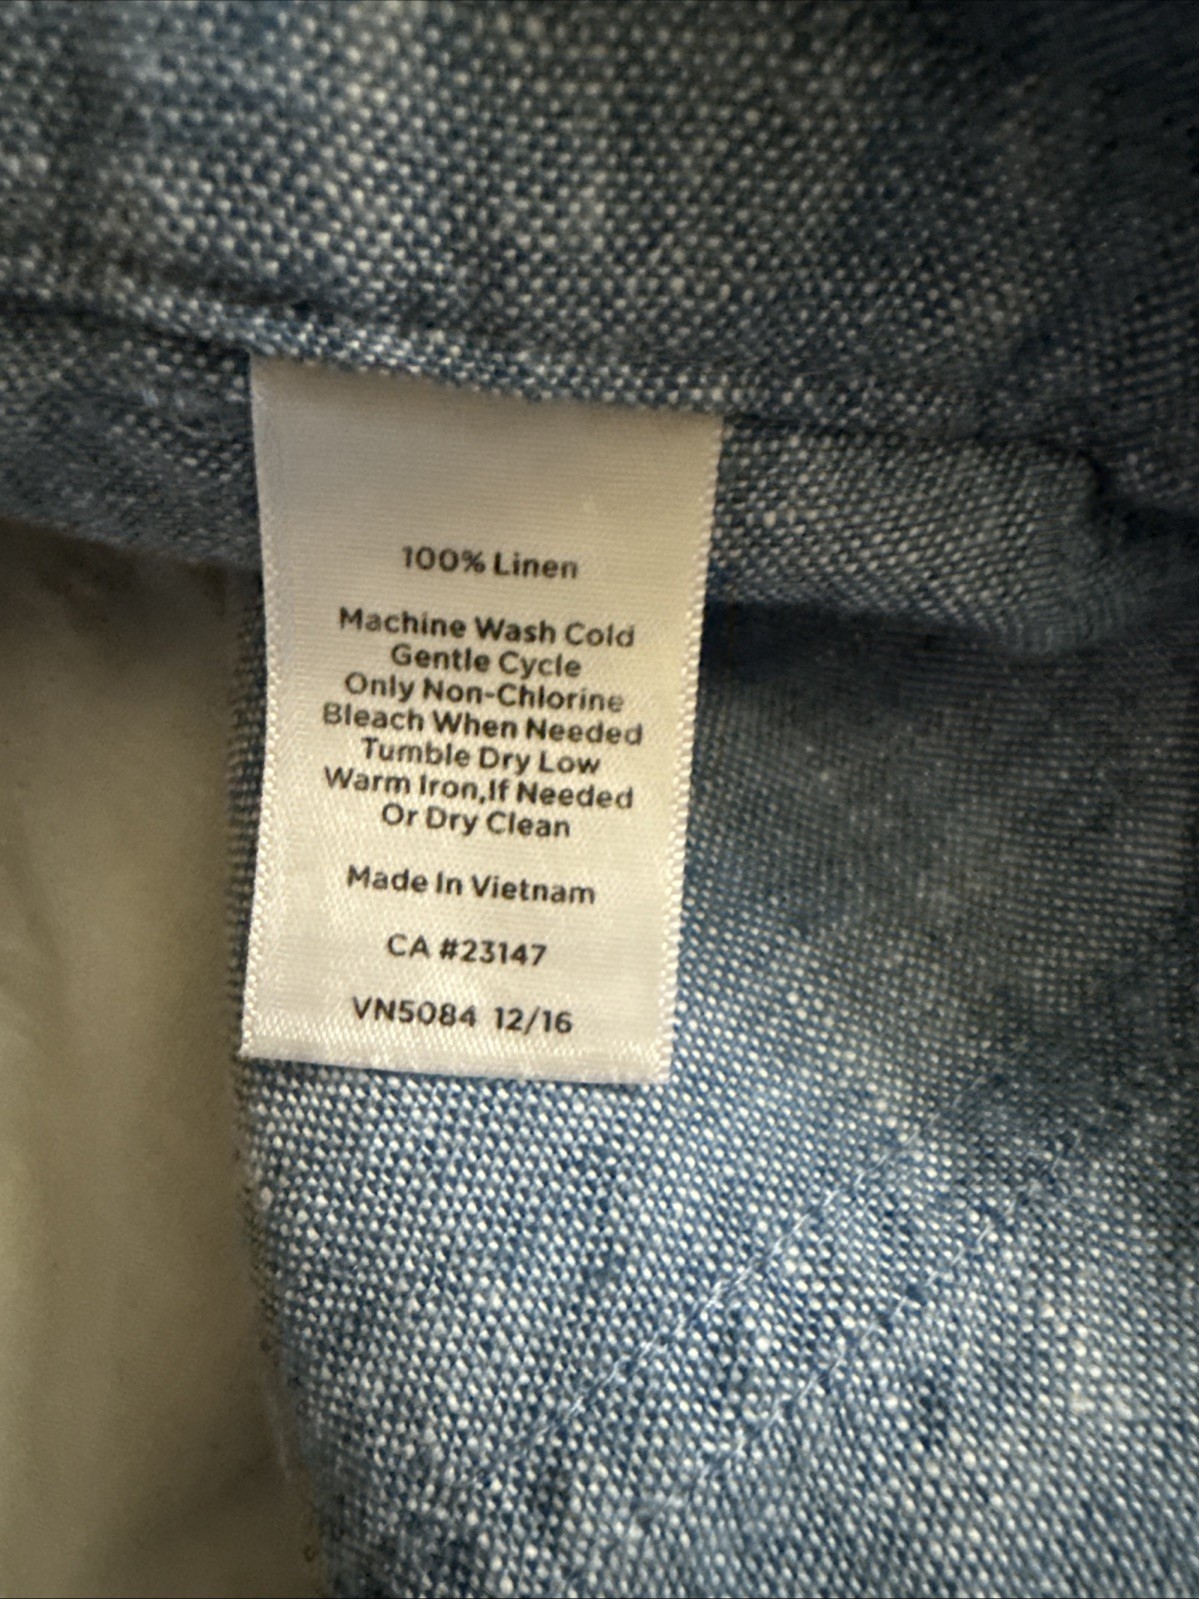 100% Linen
Machine Wash Cold
Gentle Cycle
Only Non-Chlorine
Bleach When Needed
Tumble Dry Low
Warm Iron,If Needed
Or Dry Clean
Made In Vietnam
CA #23147
VN5084 12/16